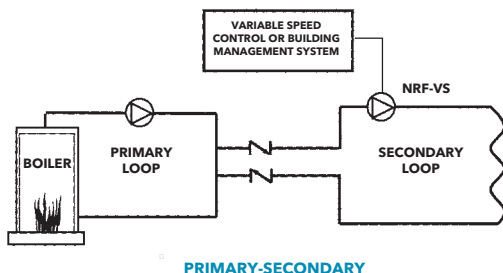 VARIABLE SPEED
CONTROL OR BUILDING
MANAGEMENT SYSTEM
NRF-VS
BOILER
PRIMARY
LOOP
SECONDARY
LOOP
PRIMARY-SECONDARY